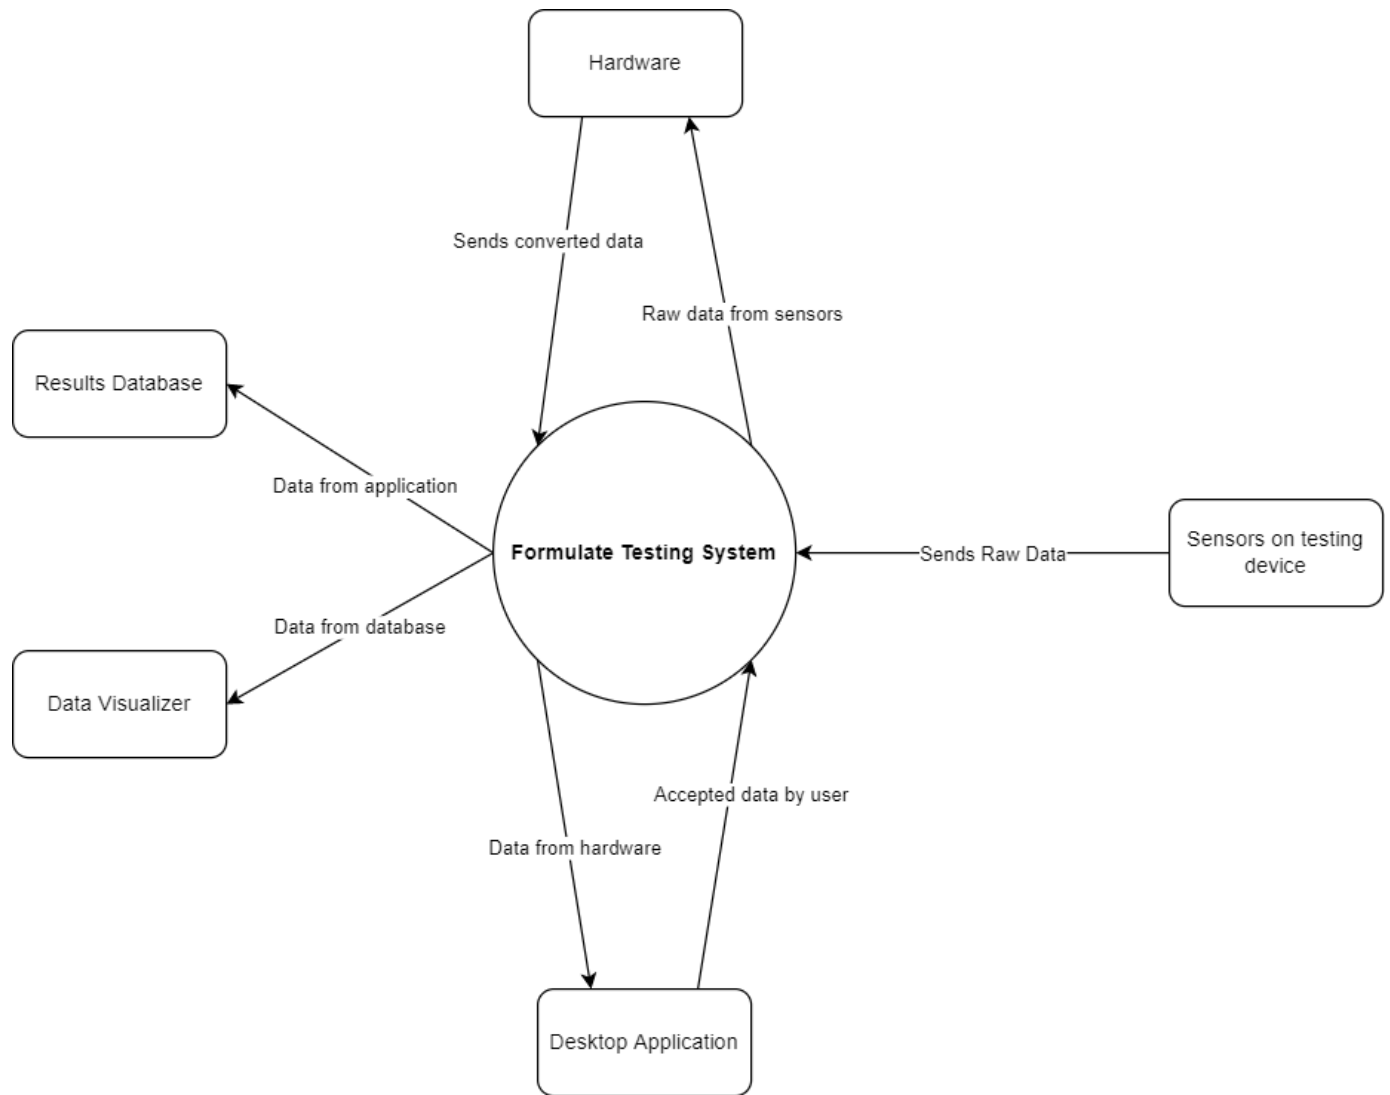 Hardware
Sends converted data
Raw data from sensors
Results Database
Data from application
Formulate Testing System
Sends Raw Data
Sensors on testing
device
Data from database
Data Visualizer
Accepted data by user
Data from hardware
Desktop Application